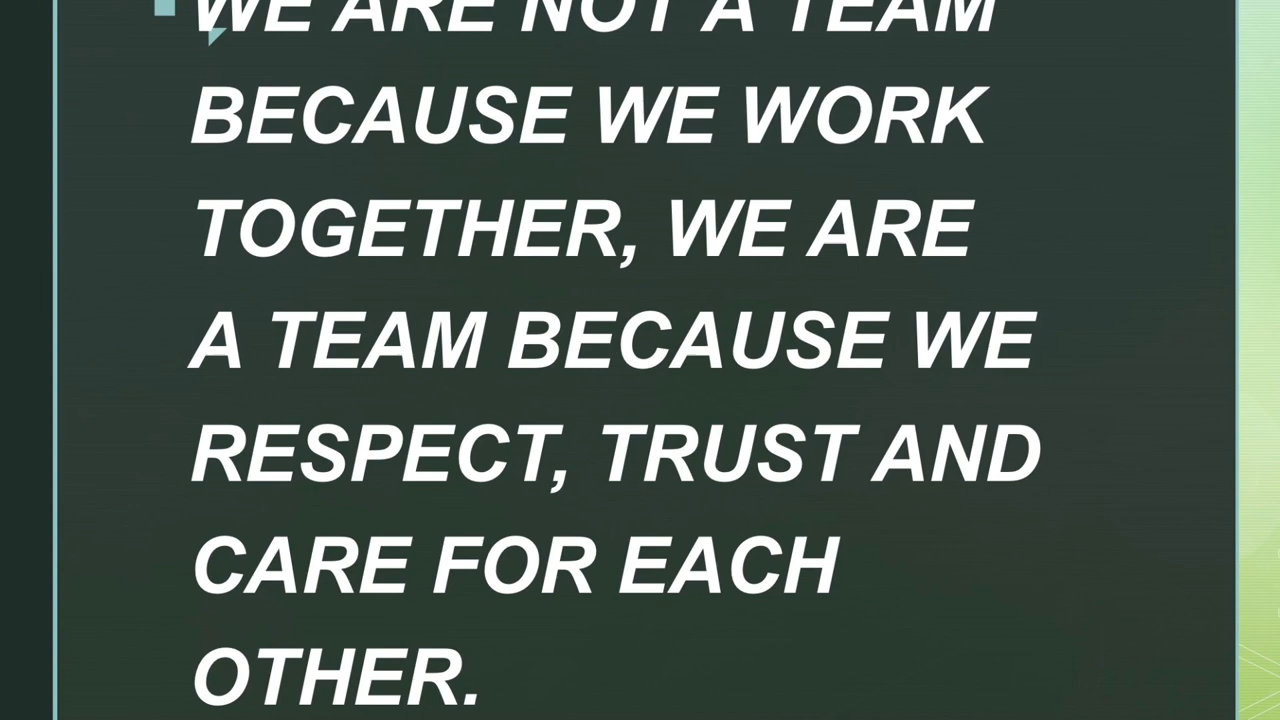 WE ARE NOT A TEAM
BECAUSE WE WORK
TOGETHER, WE ARE
A TEAM BECAUSE WE
RESPECT, TRUST AND
CARE FOR EACH
OTHER.